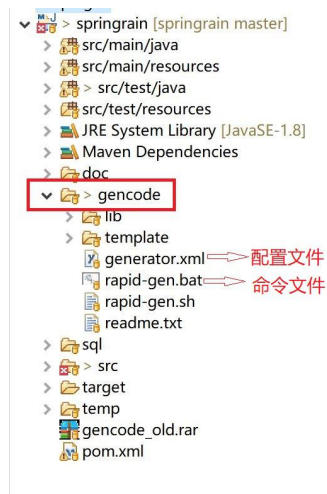 > springrain [springrain master]
src/main/java
src/main/resources
> src/test/java
src/test/resources
JRE System Library [JavaSE-1.8]
Maven Dependencies
doc
> gencode
lib
template
generator.xml 配置文件
rapid-gen.bat 命令文件
rapid-gen.sh
readme.txt
sql
> src
target
temp
gencode_old.rar
pom.xml